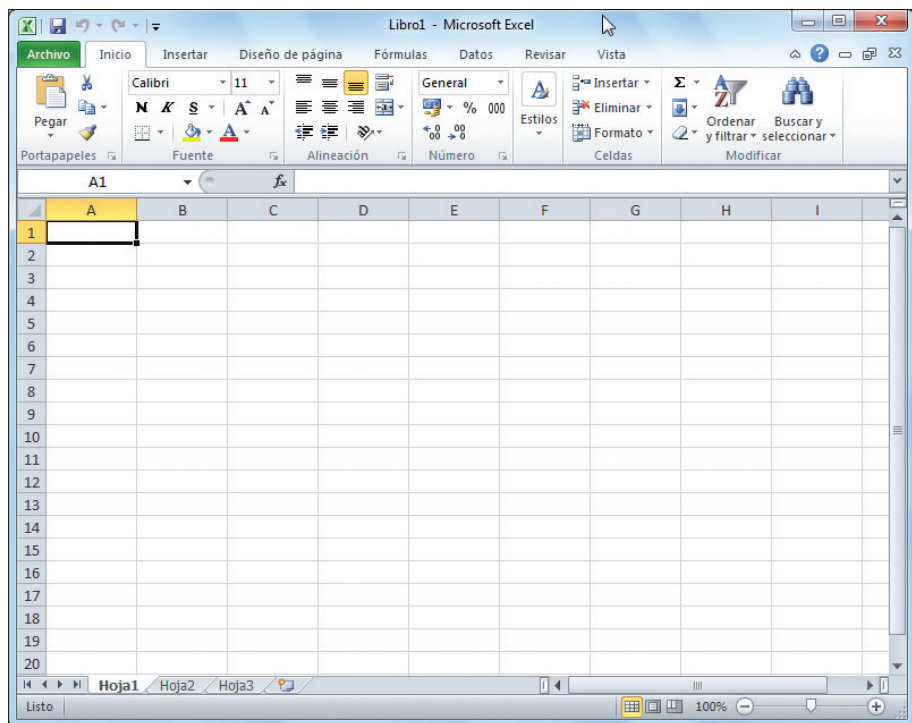 Libro1 - Microsoft Excel
Archivo Inicio Insertar Diseño de página Fórmulas Datos Revisar Vista
Calibri 11 General Insertar Σ
N K S A A % 000 Eliminar
Pegar A Estilos Formato Ordenar y filtrar Buscar y seleccionar
Portapapeles Fuente Alineación Número Celdas Modificar
A1 fx
A B C D E F G H I
1
2
3
4
5
6
7
8
9
10
11
12
13
14
15
16
17
18
19
20
Hoja1 Hoja2 Hoja3
Listo 100%